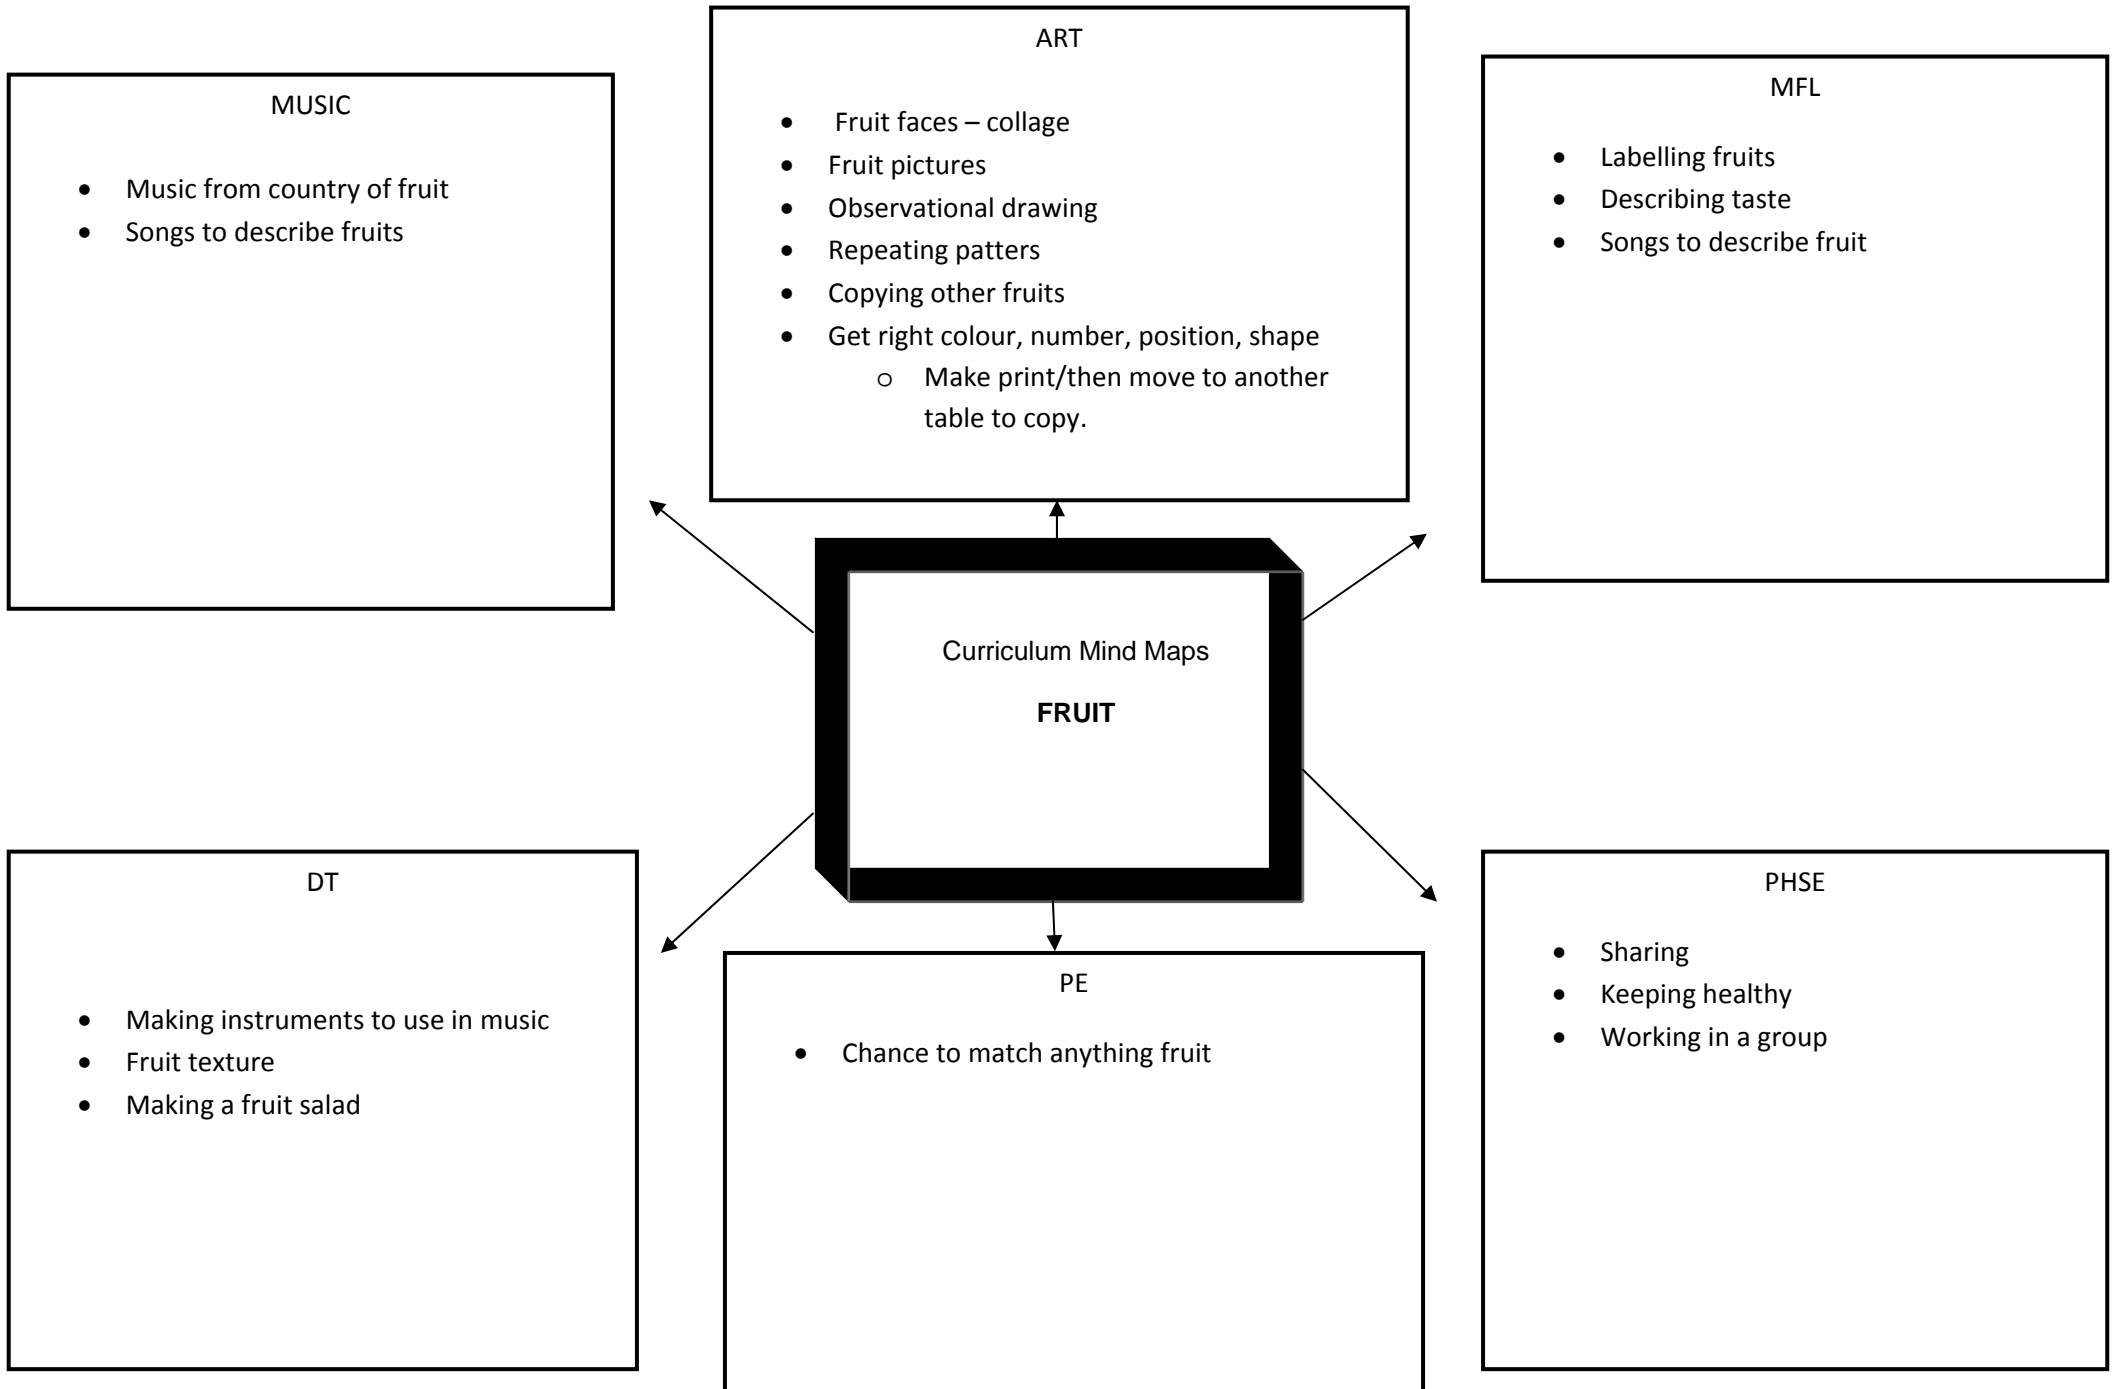 MUSIC
• Music from country of fruit
• Songs to describe fruits
ART
• Fruit faces – collage
• Fruit pictures
• Observational drawing
• Repeating patters
• Copying other fruits
• Get right colour, number, position, shape
o Make print/then move to another
table to copy.
MFL
• Labelling fruits
• Describing taste
• Songs to describe fruit
Curriculum Mind Maps
FRUIT
DT
• Making instruments to use in music
• Fruit texture
• Making a fruit salad
PE
• Chance to match anything fruit
PHSE
• Sharing
• Keeping healthy
• Working in a group